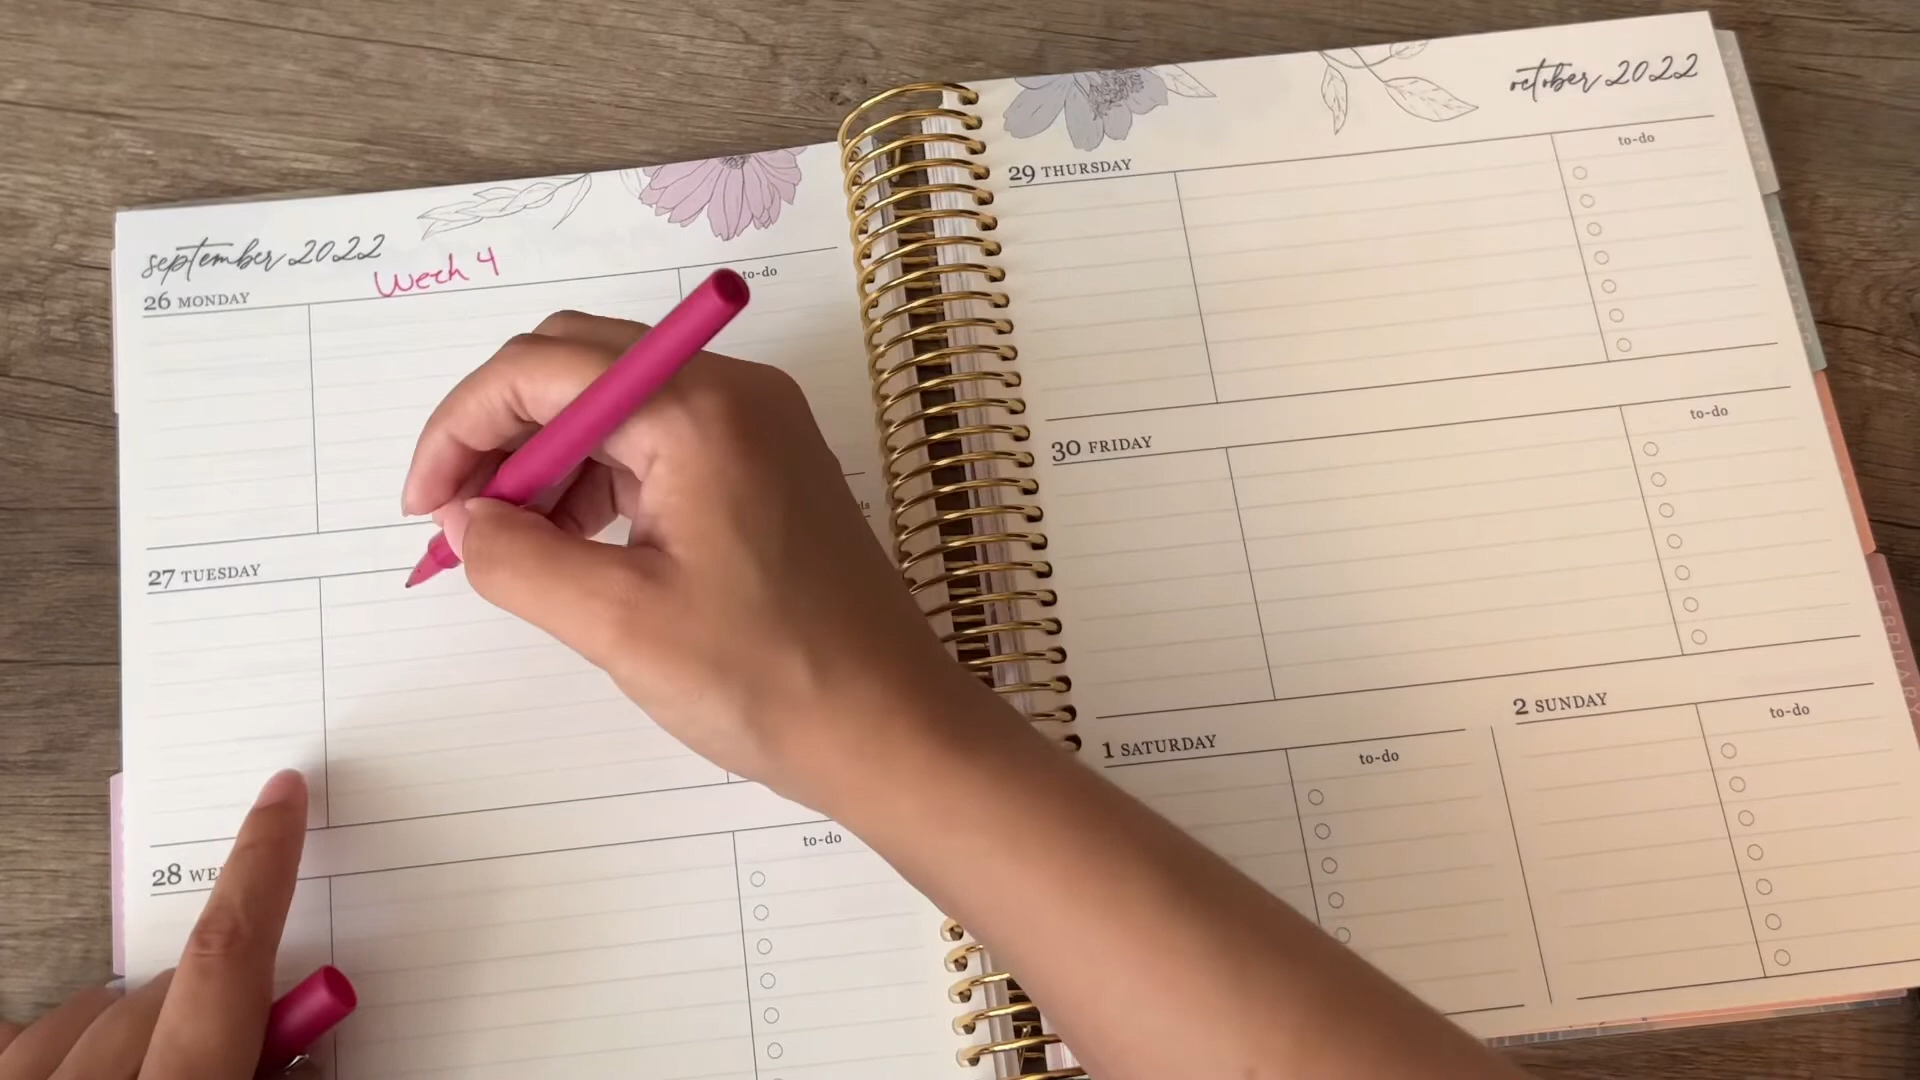 september 2022
Week 4
26 MONDAY
to-do
27 TUESDAY
28 WE
to-do
october 2022
29 THURSDAY
to-do
30 FRIDAY
to-do
1 SATURDAY
to-do
2 SUNDAY
to-do
FEBRUARY